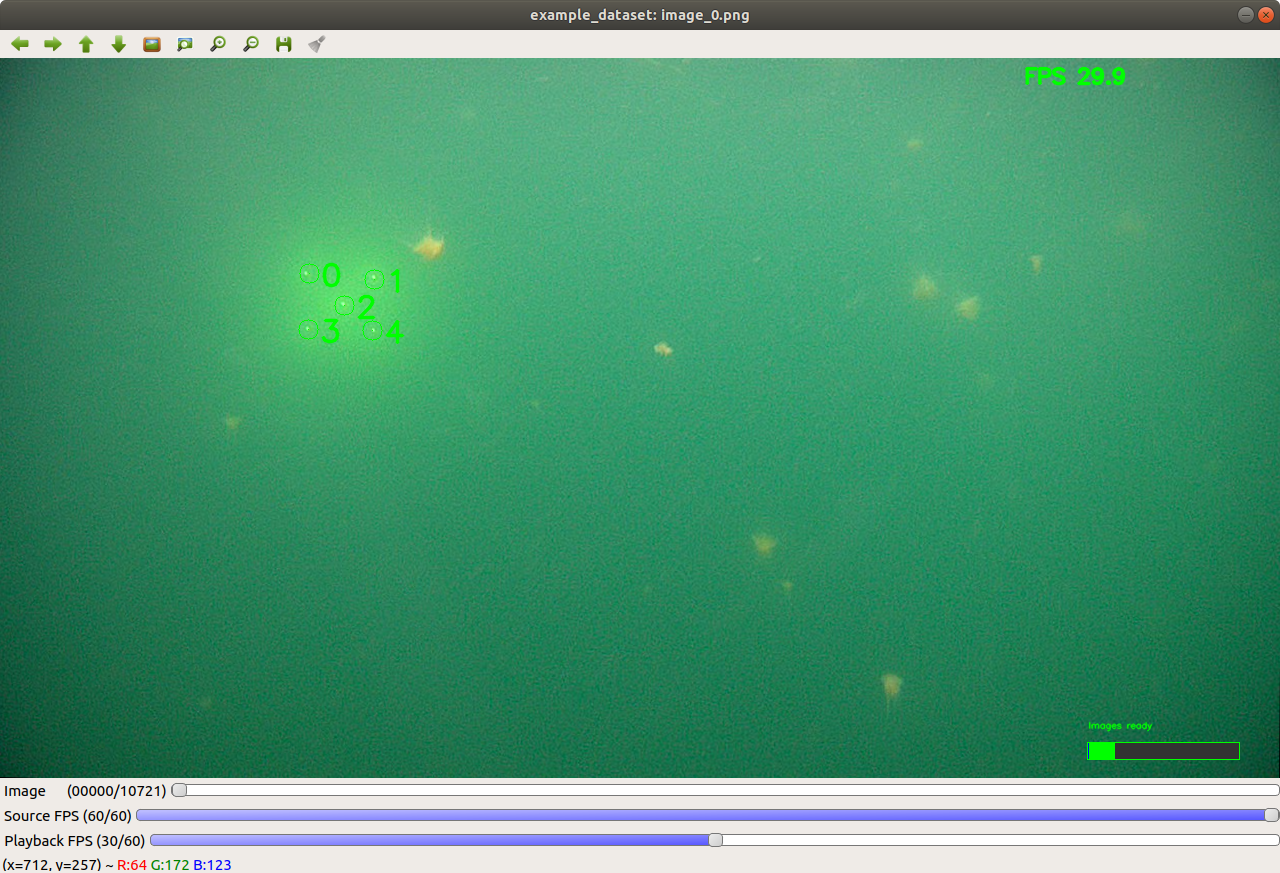 example_dataset: image_0.png
FPS 29.9
0
1
2
3
4
Images ready
Image (00000/10721)
Source FPS (60/60)
Playback FPS (30/60)
(x=712, y=257) ~ R:64 G:172 B:123